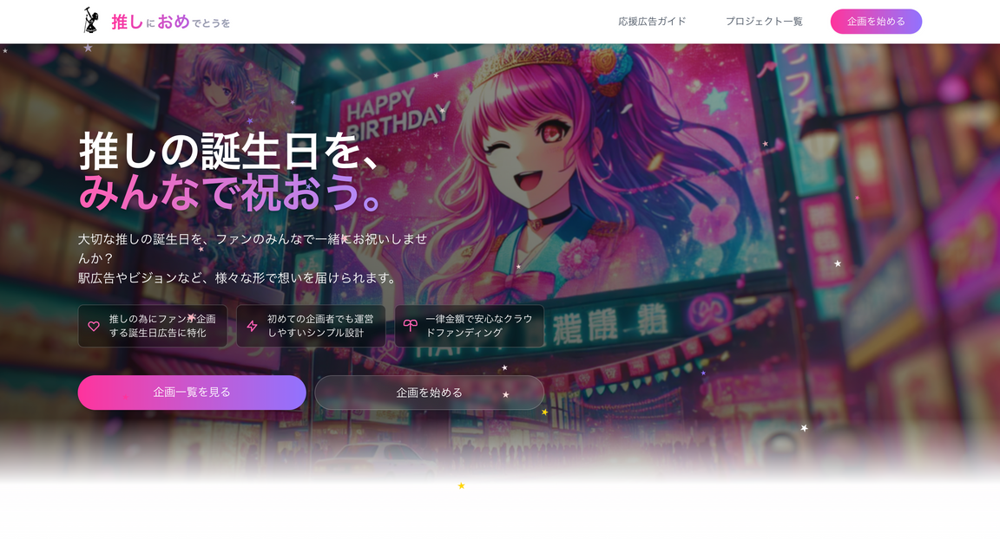 推しにおめでとうを
応援広告ガイド
プロジェクト一覧
企画を始める
HAPPY
BIRTHDAY
推しの誕生日を、
みんなで祝おう。
大切な推しの誕生日を、ファンのみんなで一緒にお祝いしませ
んか?
駅広告やビジョンなど、様々な形で想いを届けられます。
推しの為にファンが企画
する誕生日広告に特化
初めての企画者でも運営
しやすいシンプル設計
一律金額で安心なクラウ
ドファンディング
企画一覧を見る
企画を始める